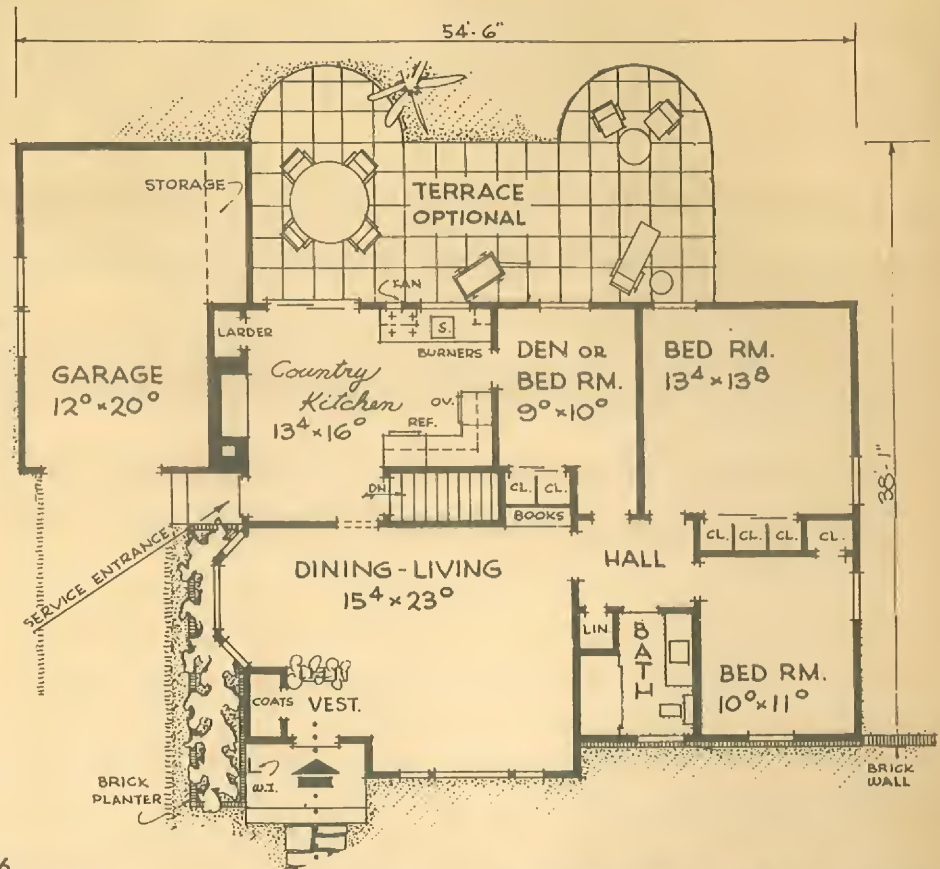 54'-6"
STORAGE
TERRACE
OPTIONAL
FAN
LARDER
S.
BURNERS
DEN OR
BED RM.
9⁰ × 10⁰
BED RM.
13⁴ × 13⁸
GARAGE
12⁰ × 20⁰
Country
Kitchen
13⁴ × 16⁰
OV.
REF.
38'-1"
DN.
CL. CL.
BOOKS
CL. CL. CL. CL.
SERVICE ENTRANCE
DINING - LIVING
15⁴ × 23⁰
HALL
LIN.
BATH
BED RM.
10⁰ × 11⁰
COATS VEST.
W.I.
BRICK
PLANTER
BRICK
WALL